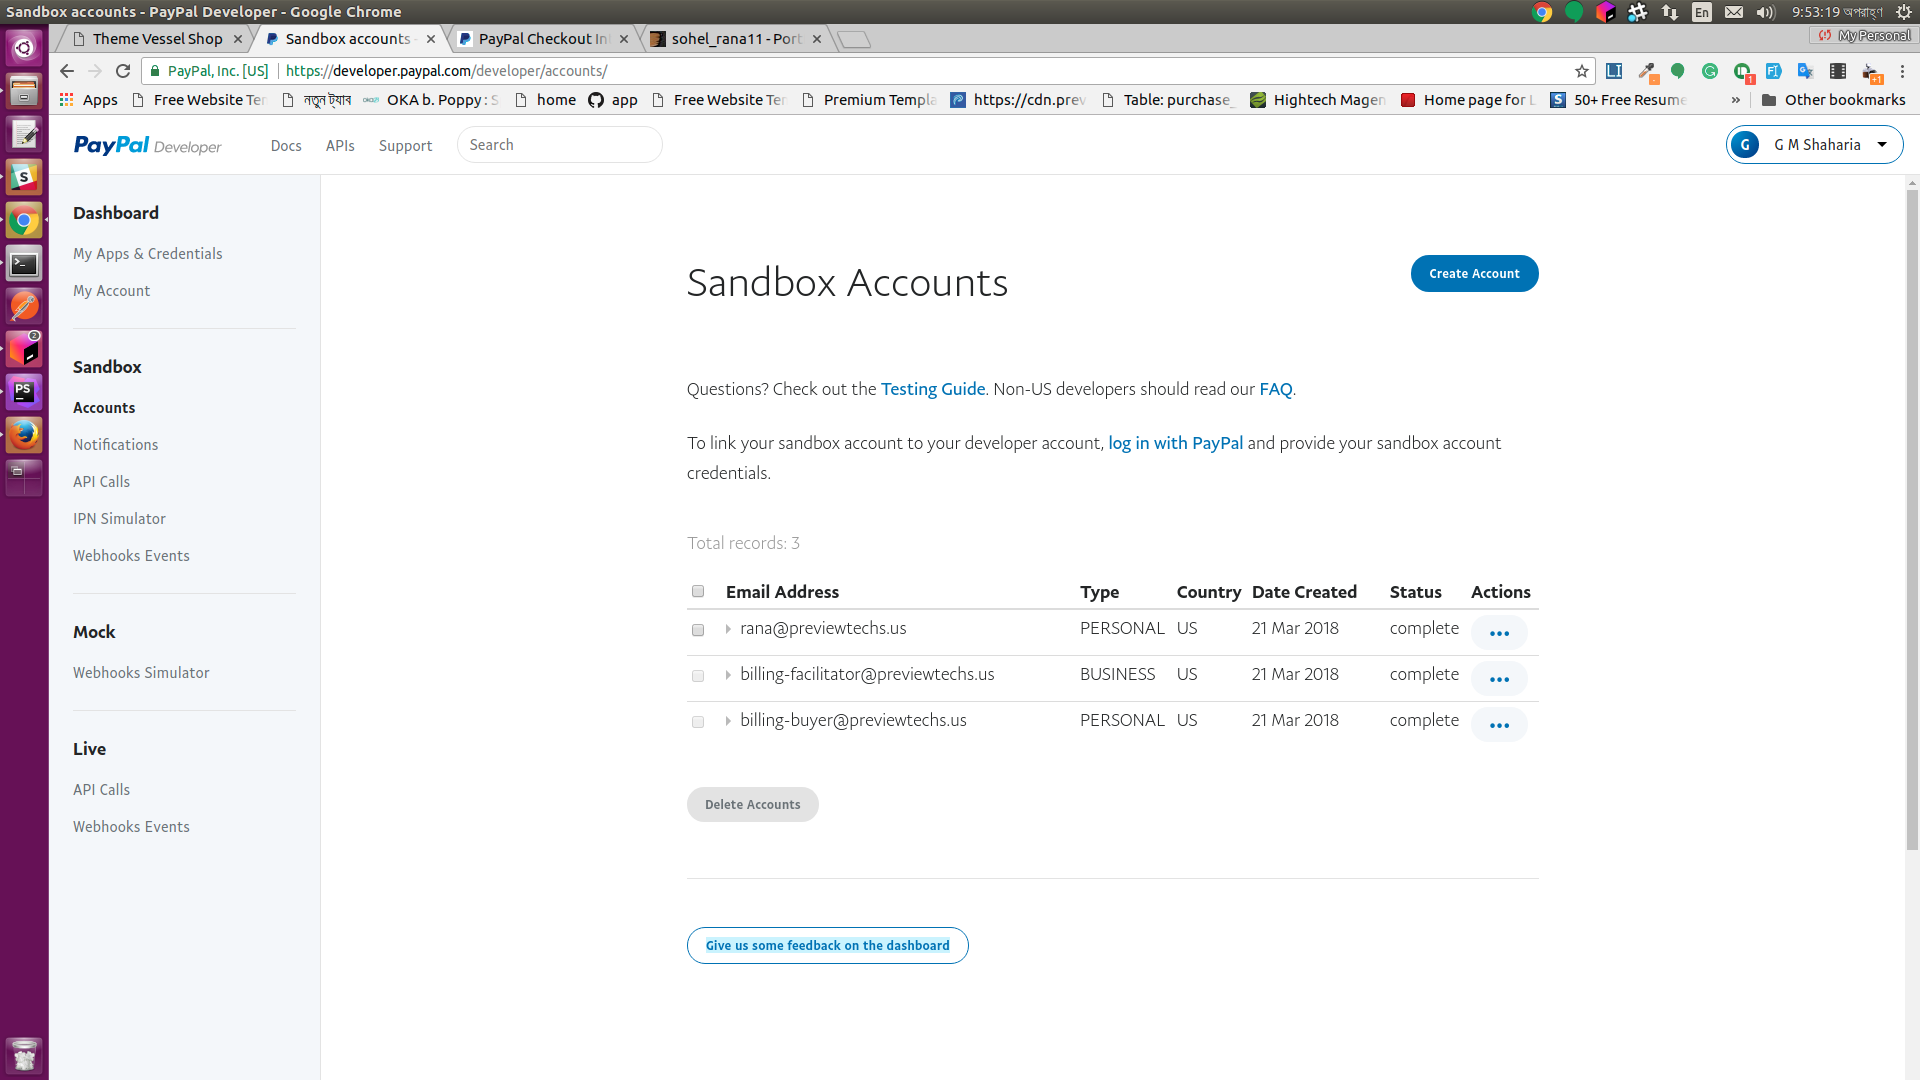 Sandbox accounts - PayPal Developer - Google Chrome
En
9:53:19 অপরাহ্ণ
Theme Vessel Shop
Sandbox accounts -
PayPal Checkout In
sohel_rana11 - Port
My Personal
PayPal, Inc. [US]
https://developer.paypal.com/developer/accounts/
Apps
Free Website Ter
নতুন ট্যাব
OKA b. Poppy : S
home
app
Free Website Ter
Premium Templa
https://cdn.prev
Table: purchase_
Hightech Magen
Home page for L
50+ Free Resume
»
Other bookmarks
PayPal Developer
Docs
APIs
Support
Search
G
G M Shaharia
Dashboard
My Apps & Credentials
My Account
Sandbox
Accounts
Notifications
API Calls
IPN Simulator
Webhooks Events
Mock
Webhooks Simulator
Live
API Calls
Webhooks Events
Sandbox Accounts
Create Account
Questions? Check out the Testing Guide. Non-US developers should read our FAQ.
To link your sandbox account to your developer account, log in with PayPal and provide your sandbox account
credentials.
Total records: 3
Email Address Type Country Date Created Status Actions
rana@previewtechs.us PERSONAL US 21 Mar 2018 complete
billing-facilitator@previewtechs.us BUSINESS US 21 Mar 2018 complete
billing-buyer@previewtechs.us PERSONAL US 21 Mar 2018 complete
Delete Accounts
Give us some feedback on the dashboard